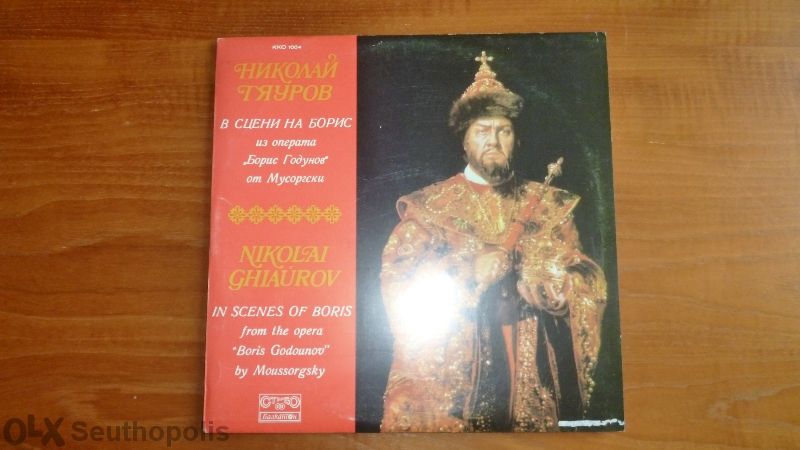 ККО 1004
НИКОЛАЙ
ГЯУРОВ
В СЦЕНИ НА БОРИС
из операта
„Борис Годунов“
от Мусоргски
NIKOLAI
GHIAUROV
IN SCENES OF BORIS
from the opera
"Boris Godounov"
by Moussorgsky
СТЕРЕО
Балкантон
OLX Seuthopolis